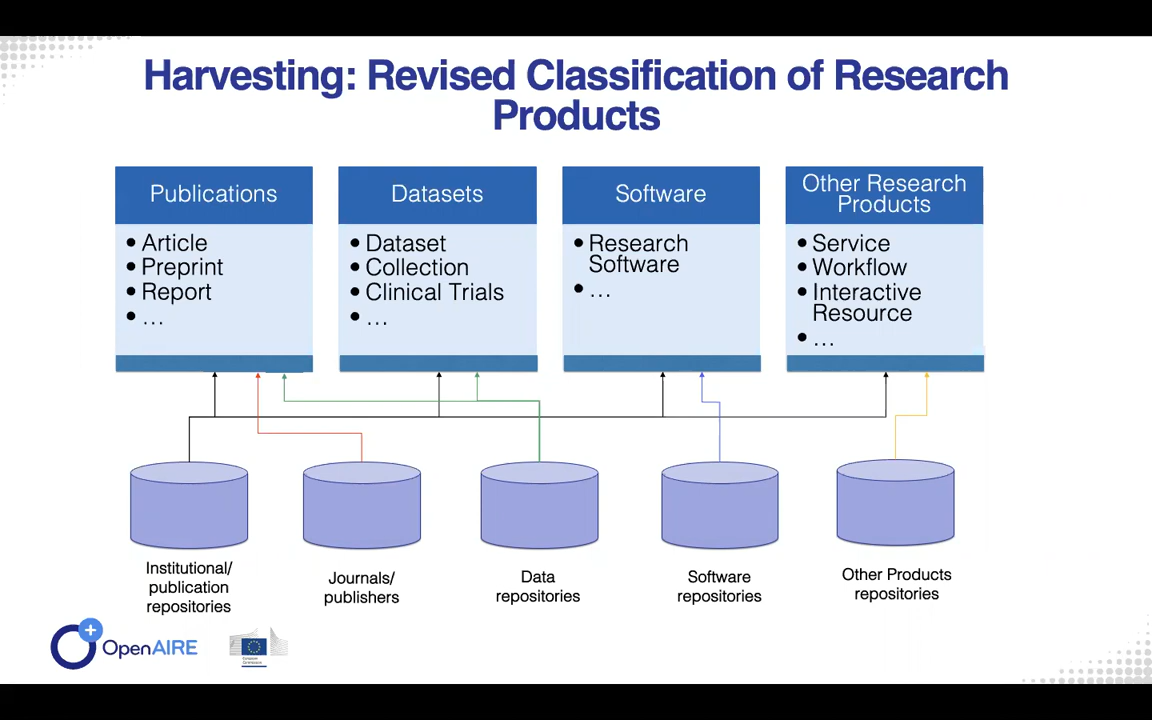 Harvesting: Revised Classification of Research
Products
Publications
• Article
• Preprint
• Report
• ...
Datasets
• Dataset
• Collection
• Clinical Trials
• ...
Software
• Research
Software
• ...
Other Research
Products
• Service
• Workflow
• Interactive
Resource
• ...
Institutional/
publication
repositories
Journals/
publishers
Data
repositories
Software
repositories
Other Products
repositories
OpenAIRE
European
Commission